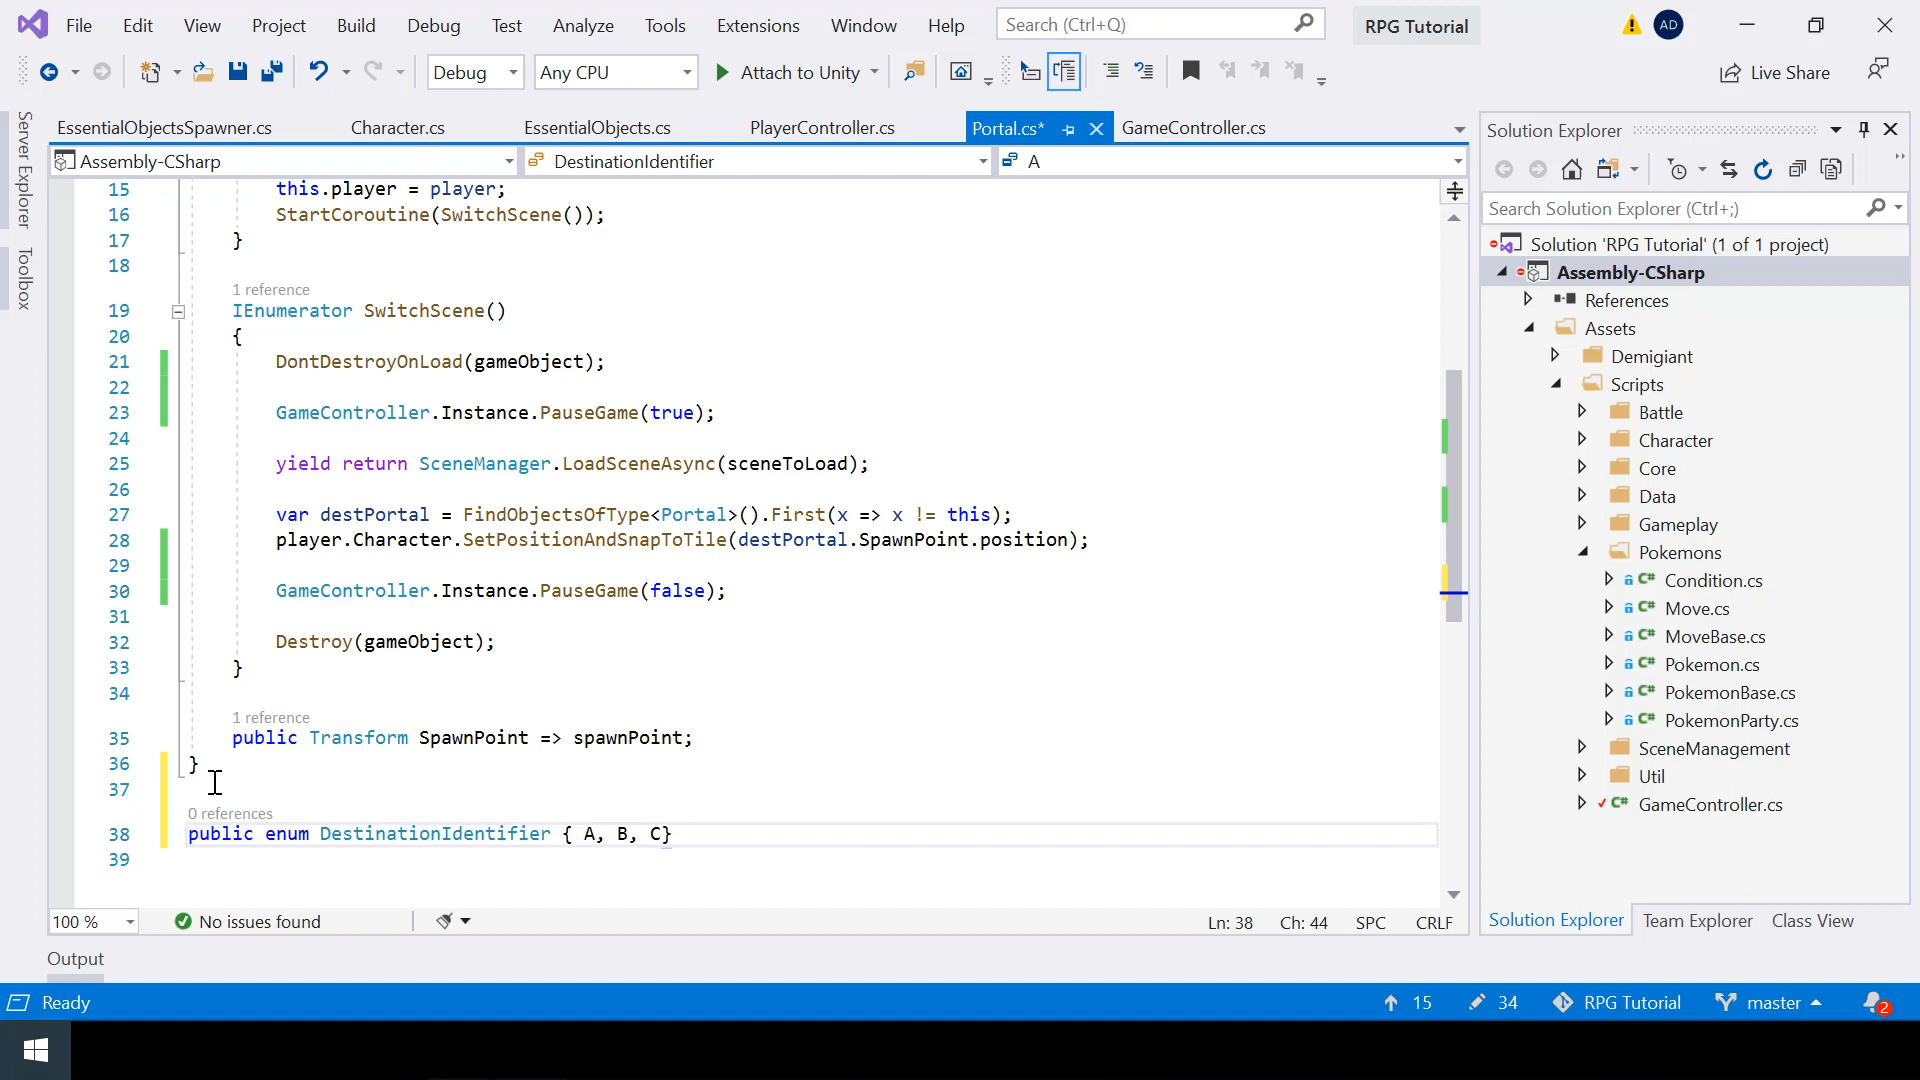 File Edit View Project Build Debug Test Analyze Tools Extensions Window Help Search (Ctrl+Q) RPG Tutorial AD
Debug Any CPU Attach to Unity Live Share
Server Explorer
Toolbox
EssentialObjectsSpawner.cs Character.cs EssentialObjects.cs PlayerController.cs Portal.cs* GameController.cs
Assembly-CSharp DestinationIdentifier A
15 this.player = player;
16 StartCoroutine(SwitchScene());
17 }
18
1 reference
19 IEnumerator SwitchScene()
20 {
21 DontDestroyOnLoad(gameObject);
22
23 GameController.Instance.PauseGame(true);
24
25 yield return SceneManager.LoadSceneAsync(sceneToLoad);
26
27 var destPortal = FindObjectsOfType<Portal>().First(x => x != this);
28 player.Character.SetPositionAndSnapToTile(destPortal.SpawnPoint.position);
29
30 GameController.Instance.PauseGame(false);
31
32 Destroy(gameObject);
33 }
34
1 reference
35 public Transform SpawnPoint => spawnPoint;
36 }
37
0 references
38 public enum DestinationIdentifier { A, B, C}
39
100 % No issues found Ln: 38 Ch: 44 SPC CRLF
Solution Explorer
Search Solution Explorer (Ctrl+;)
Solution 'RPG Tutorial' (1 of 1 project)
Assembly-CSharp
References
Assets
Demigiant
Scripts
Battle
Character
Core
Data
Gameplay
Pokemons
C# Condition.cs
C# Move.cs
C# MoveBase.cs
C# Pokemon.cs
C# PokemonBase.cs
C# PokemonParty.cs
SceneManagement
Util
C# GameController.cs
Solution Explorer Team Explorer Class View
Output
Ready 15 34 RPG Tutorial master 2